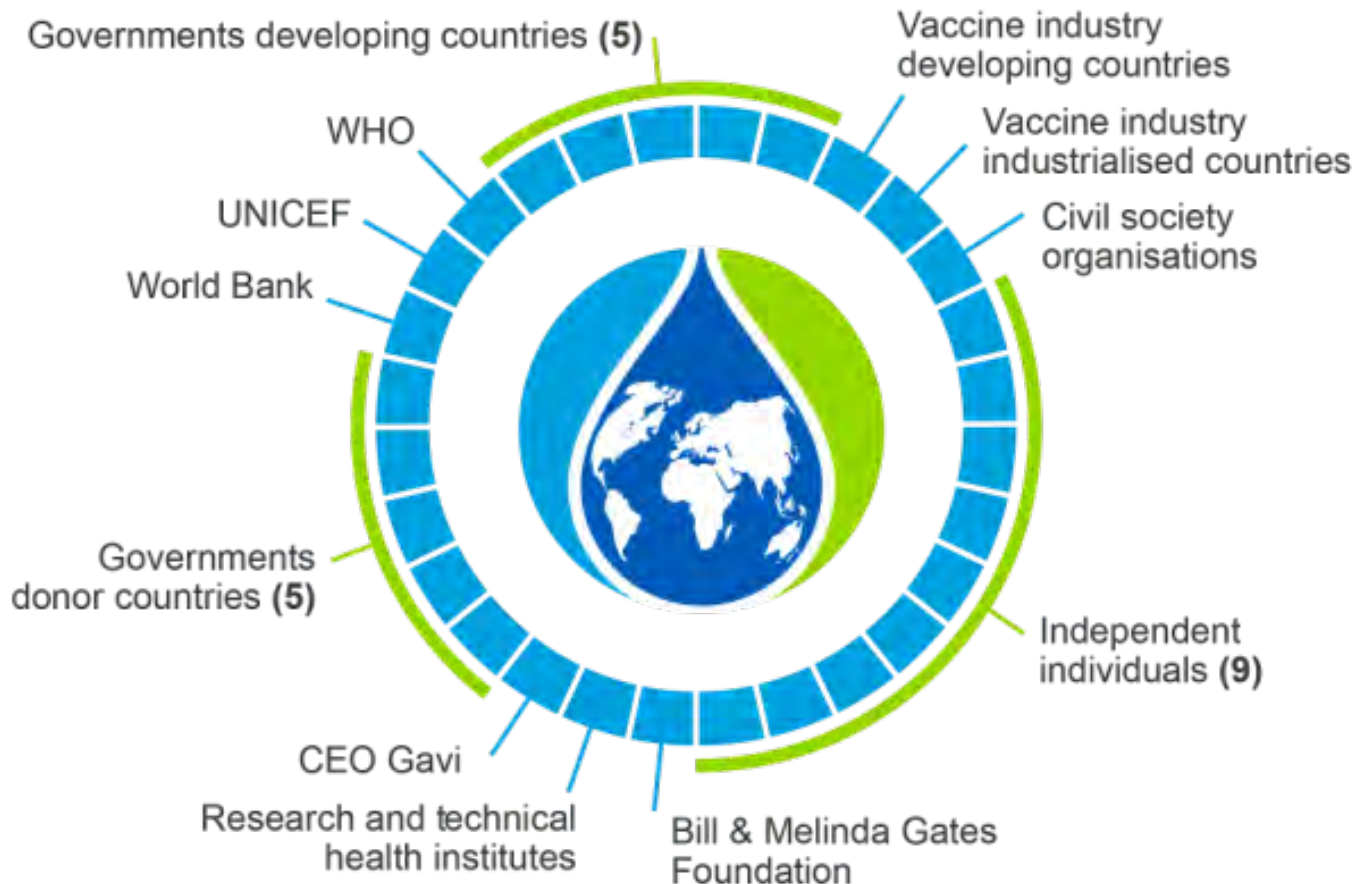 Governments developing countries (5)
Vaccine industry
developing countries
Vaccine industry
industrialised countries
Civil society
organisations
Independent
individuals (9)
Bill & Melinda Gates
Foundation
Research and technical
health institutes
CEO Gavi
Governments
donor countries (5)
World Bank
UNICEF
WHO